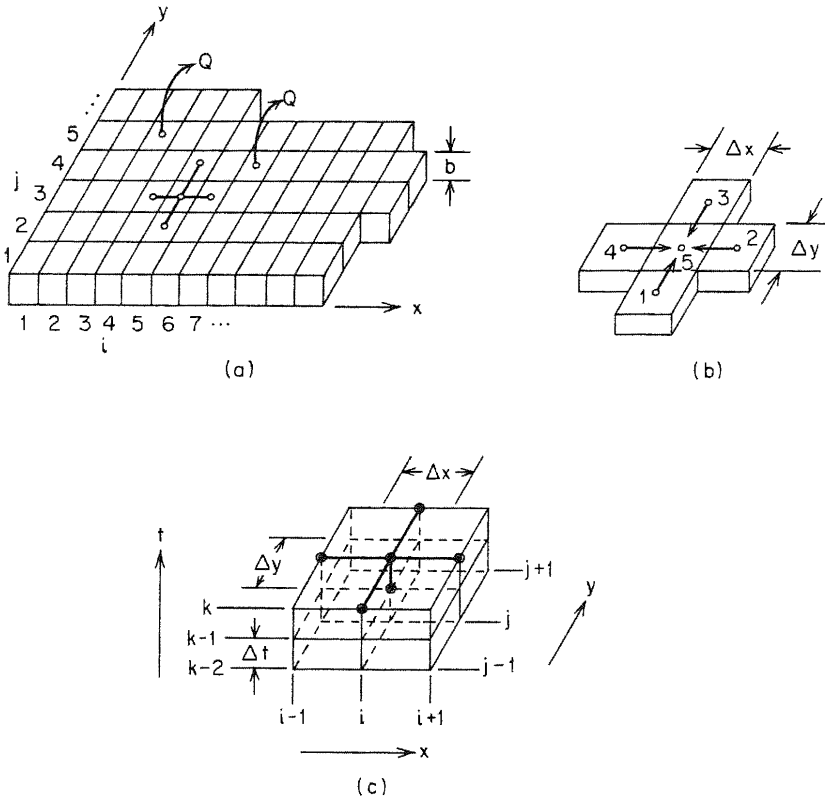 y
Q
Q
...
5
4
j
3
2
1
b
x
1 2 3 4 5 6 7 ...
i
(a)
Δx
3
4
2
5
1
Δy
(b)
t
Δx
Δy
j+1
y
k
j
k-1
Δt
k-2
j-1
i-1 i i+1
x
(c)